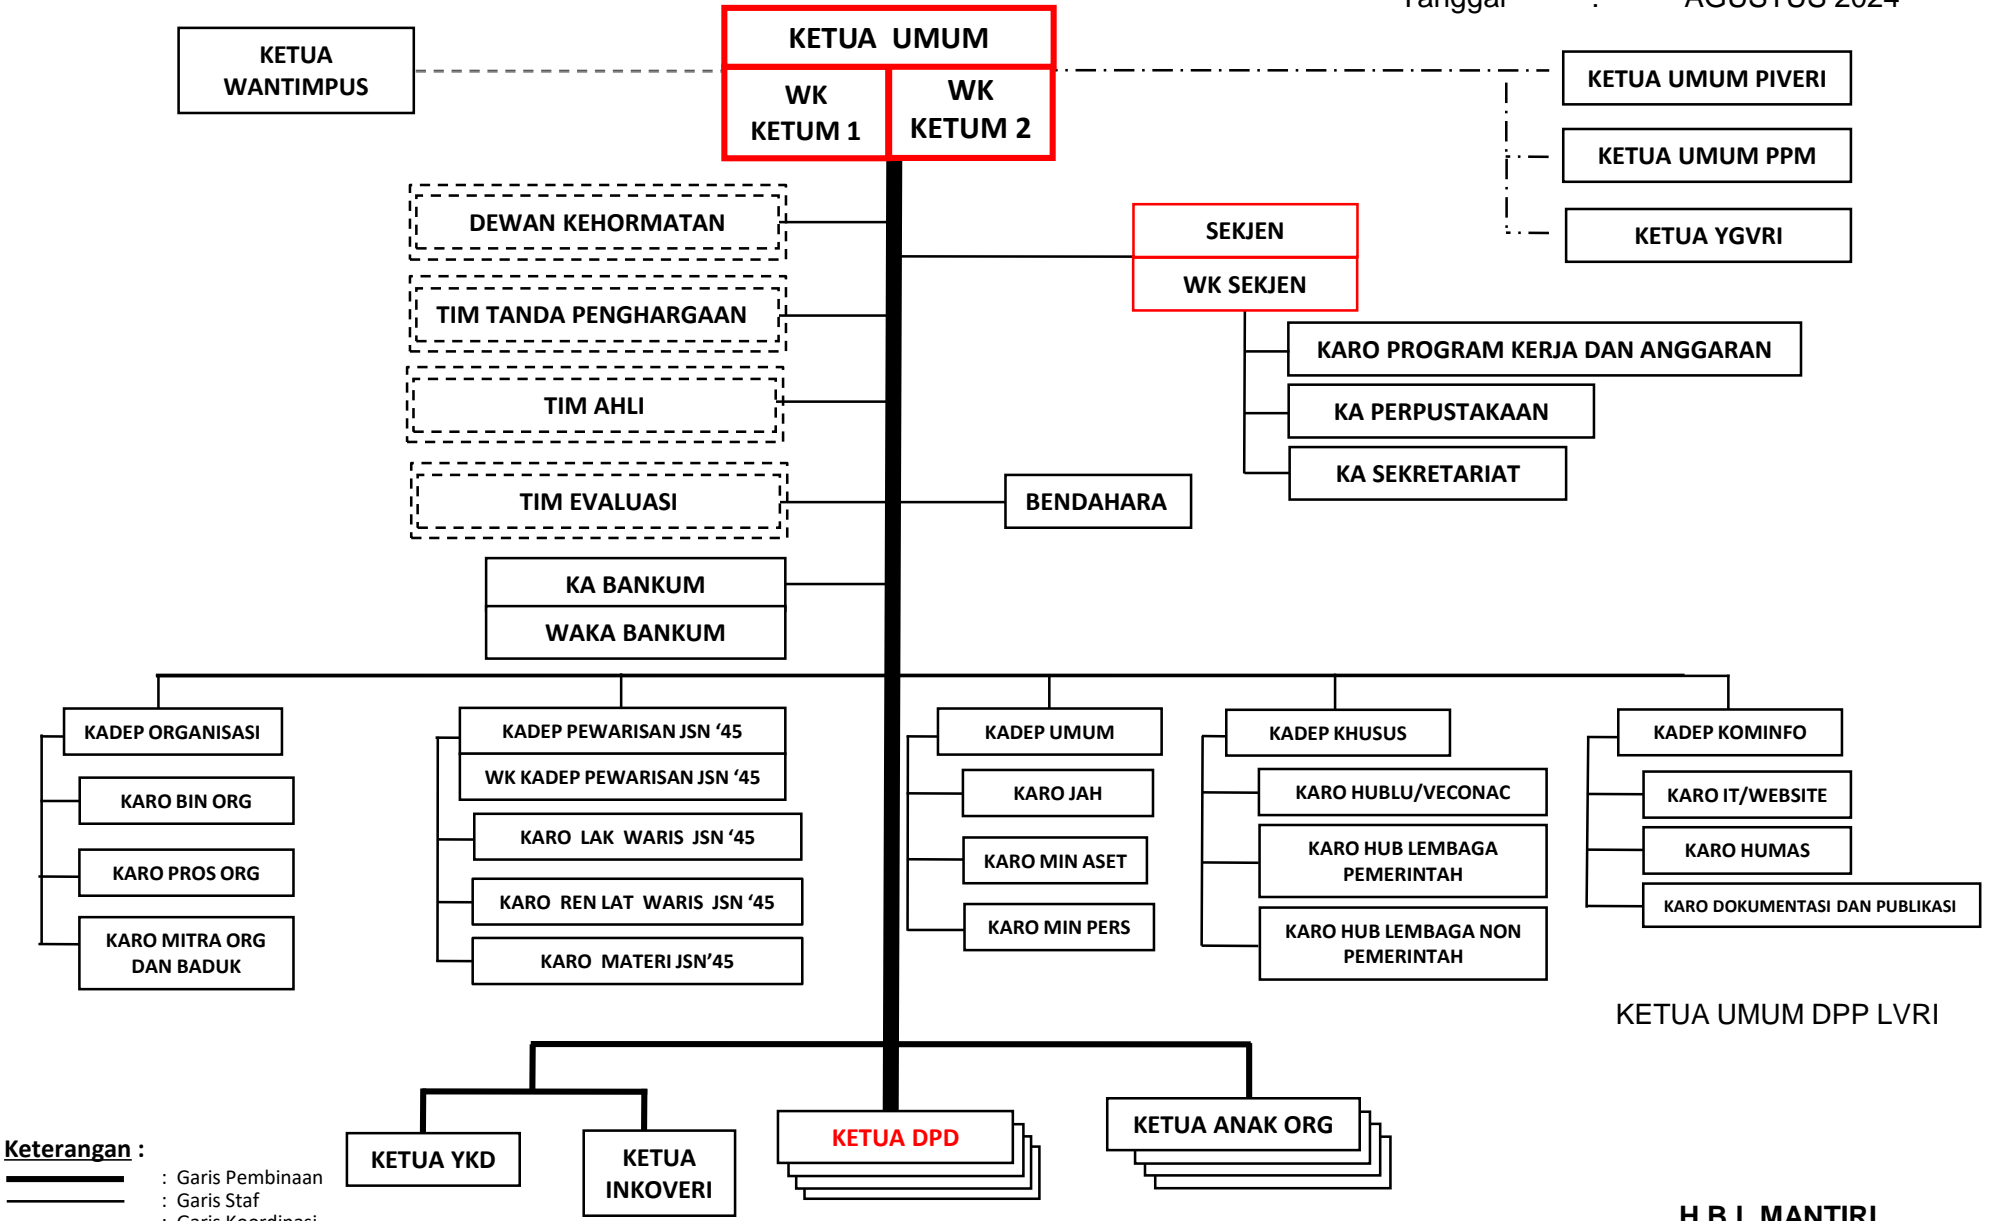 Tanggal : AGUSTUS 2024
KETUA UMUM
KETUA
WANTIMPUS
WK
KETUM 1
WK
KETUM 2
KETUA UMUM PIVERI
KETUA UMUM PPM
KETUA YGVRI
DEWAN KEHORMATAN
SEKJEN
WK SEKJEN
TIM TANDA PENGHARGAAN
KARO PROGRAM KERJA DAN ANGGARAN
TIM AHLI
KA PERPUSTAKAAN
KA SEKRETARIAT
TIM EVALUASI
BENDAHARA
KA BANKUM
WAKA BANKUM
KADEP ORGANISASI
KARO BIN ORG
KARO PROS ORG
KARO MITRA ORG
DAN BADUK
KADEP PEWARISAN JSN ‘45
WK KADEP PEWARISAN JSN ‘45
KARO LAK WARIS JSN ‘45
KARO REN LAT WARIS JSN ‘45
KARO MATERI JSN’45
KADEP UMUM
KARO JAH
KARO MIN ASET
KARO MIN PERS
KADEP KHUSUS
KARO HUBLU/VECONAC
KARO HUB LEMBAGA
PEMERINTAH
KARO HUB LEMBAGA NON
PEMERINTAH
KADEP KOMINFO
KARO IT/WEBSITE
KARO HUMAS
KARO DOKUMENTASI DAN PUBLIKASI
KETUA UMUM DPP LVRI
KETUA YKD
KETUA
INKOVERI
KETUA DPD
KETUA ANAK ORG
Keterangan :
: Garis Pembinaan
: Garis Staf
: Garis Koordinasi
H.B.L. MANTIRI